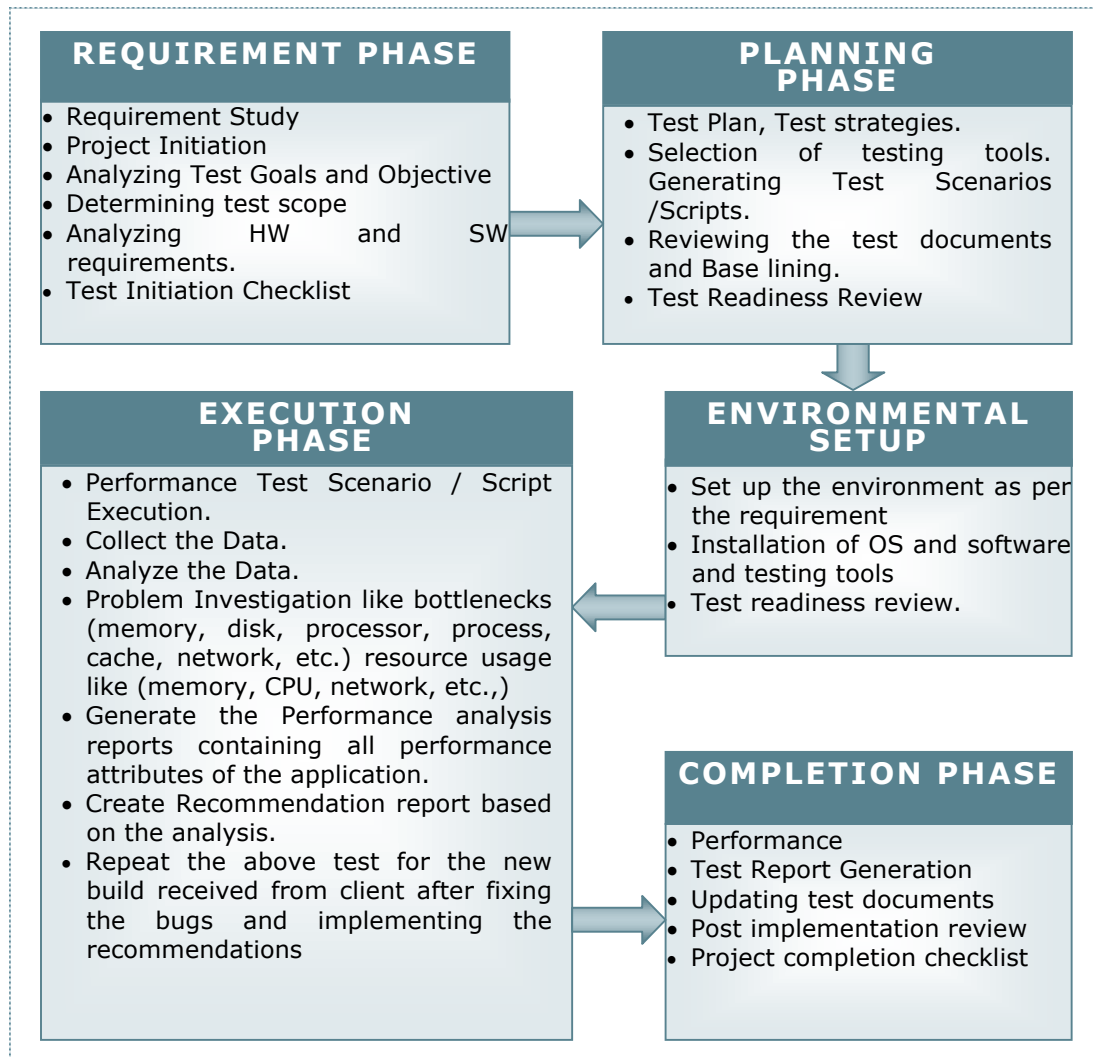 REQUIREMENT PHASE
• Requirement Study
• Project Initiation
• Analyzing Test Goals and Objective
• Determining test scope
• Analyzing HW and SW
requirements.
• Test Initiation Checklist
PLANNING
PHASE
• Test Plan, Test strategies.
• Selection of testing tools.
Generating Test Scenarios
/Scripts.
• Reviewing the test documents
and Base lining.
• Test Readiness Review
ENVIRONMENTAL
SETUP
• Set up the environment as per
the requirement
• Installation of OS and software
and testing tools
• Test readiness review.
EXECUTION
PHASE
• Performance Test Scenario / Script
Execution.
• Collect the Data.
• Analyze the Data.
• Problem Investigation like bottlenecks
(memory, disk, processor, process,
cache, network, etc.) resource usage
like (memory, CPU, network, etc.,)
• Generate the Performance analysis
reports containing all performance
attributes of the application.
• Create Recommendation report based
on the analysis.
• Repeat the above test for the new
build received from client after fixing
the bugs and implementing the
recommendations
COMPLETION PHASE
• Performance
• Test Report Generation
• Updating test documents
• Post implementation review
• Project completion checklist